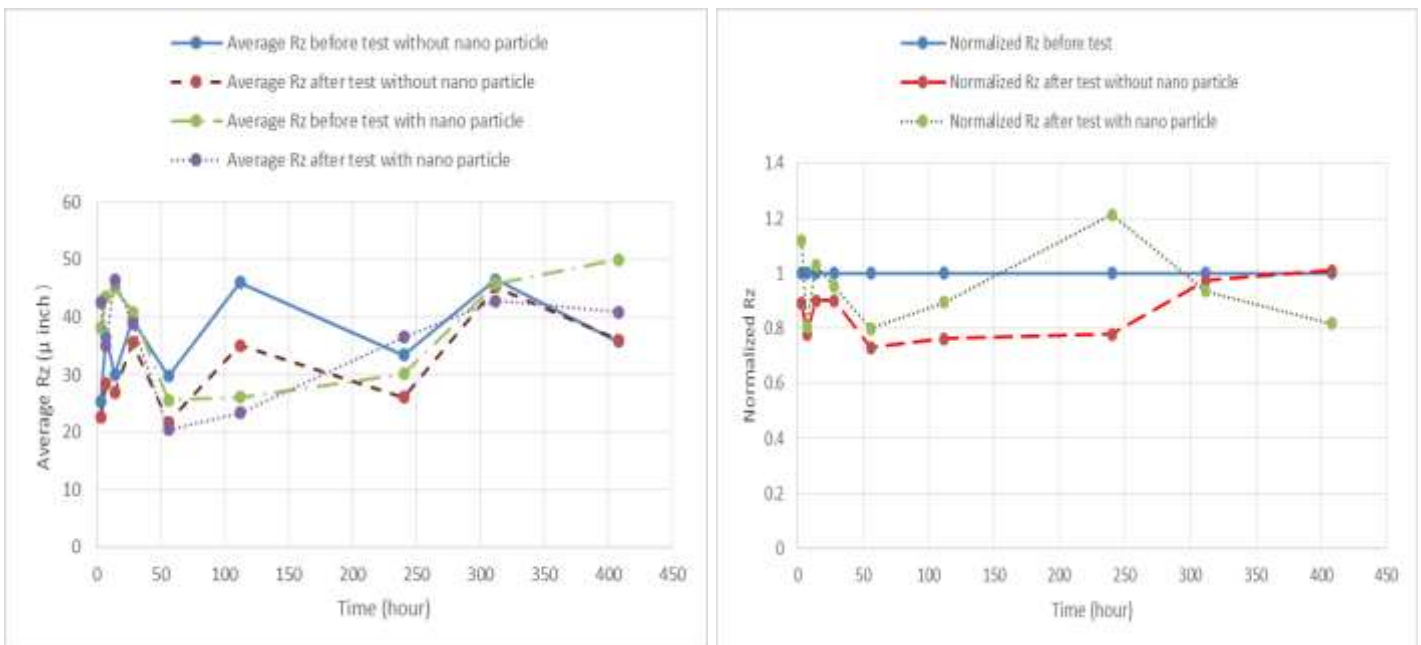 Average Rz before test without nano particle
Average Rz after test without nano particle
Average Rz before test with nano particle
Average Rz after test with nano particle
60
50
40
30
20
10
0
Average Rz (µ inch)
0 50 100 150 200 250 300 350 400 450
Time (hour)
Normalized Rz before test
Normalized Rz after test without nano particle
Normalized Rz after test with nano particle
1.4
1.2
1
0.8
0.6
0.4
0.2
0
Normalized Rz
0 50 100 150 200 250 300 350 400 450
Time (hour)